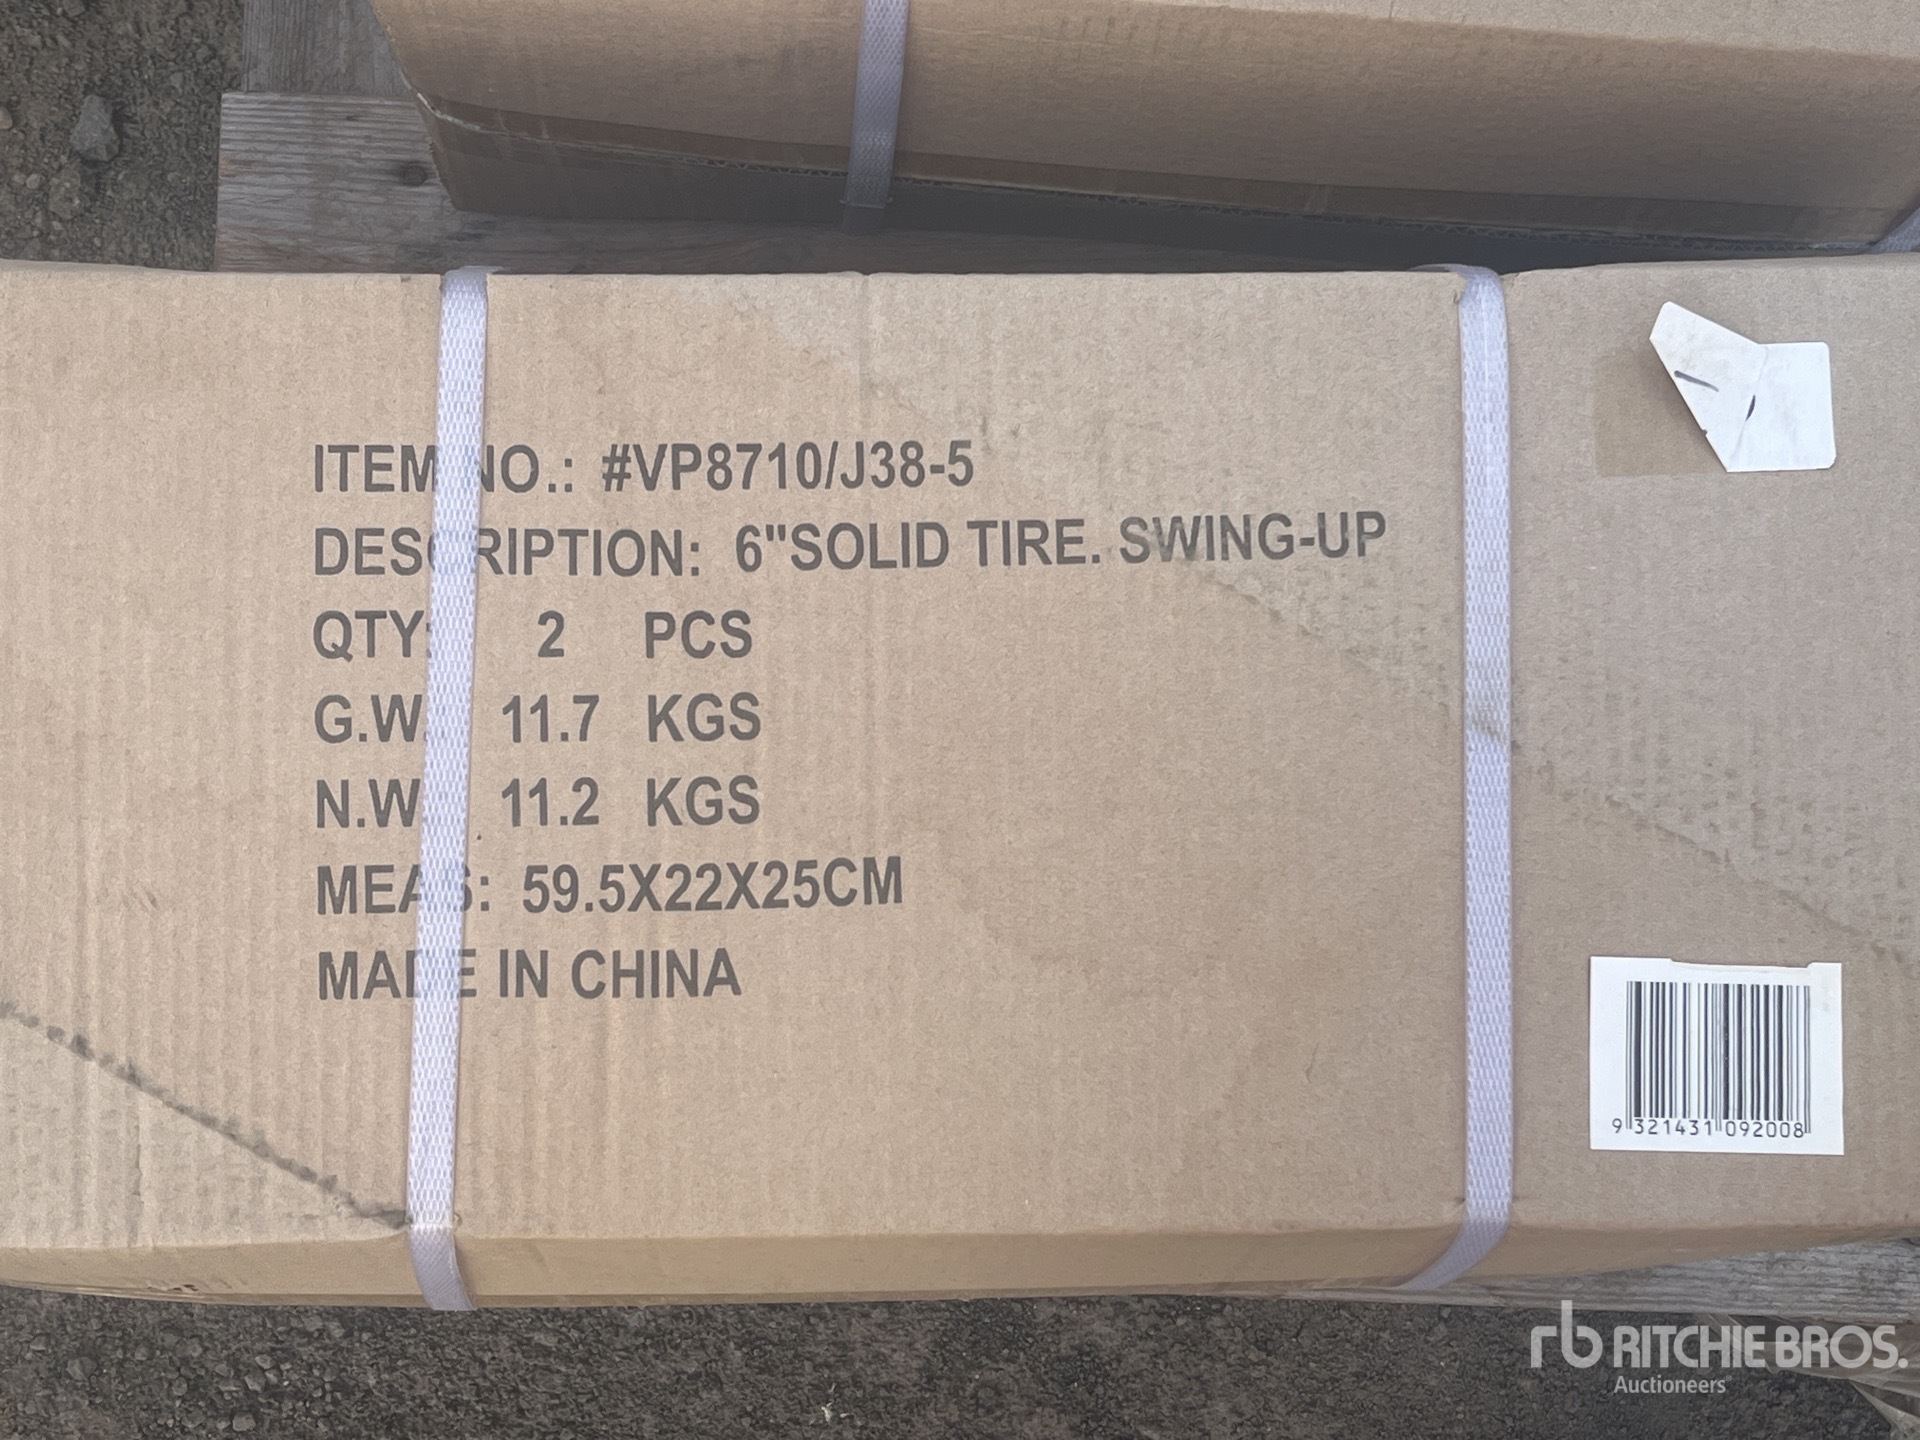 ITEM NO.: #VP8710/J38-5
DESCRIPTION: 6"SOLID TIRE. SWING-UP
QTY: 2 PCS
G.W. 11.7 KGS
N.W. 11.2 KGS
MEAS: 59.5X22X25CM
MADE IN CHINA
9 321431 092008
rb RITCHIE BROS.
Auctioneers